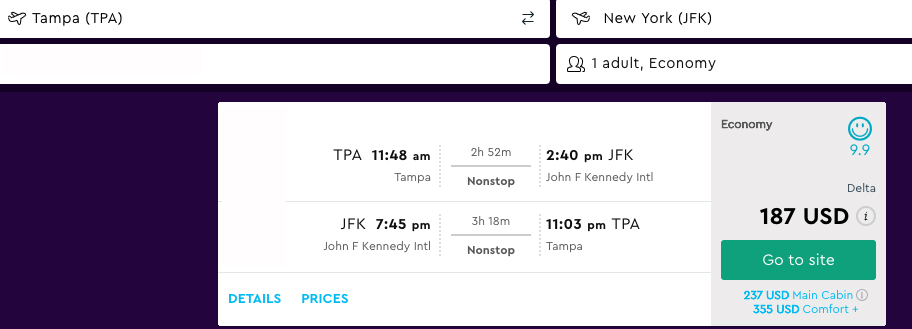 Tampa (TPA)
New York (JFK)
1 adult, Economy
Economy
9.9
TPA 11:48 am
2h 52m
2:40 pm JFK
Tampa
Nonstop
John F Kennedy Intl
Delta
187 USD i
JFK 7:45 pm
3h 18m
11:03 pm TPA
John F Kennedy Intl
Nonstop
Tampa
Go to site
DETAILS PRICES
237 USD Main Cabin i
355 USD Comfort +